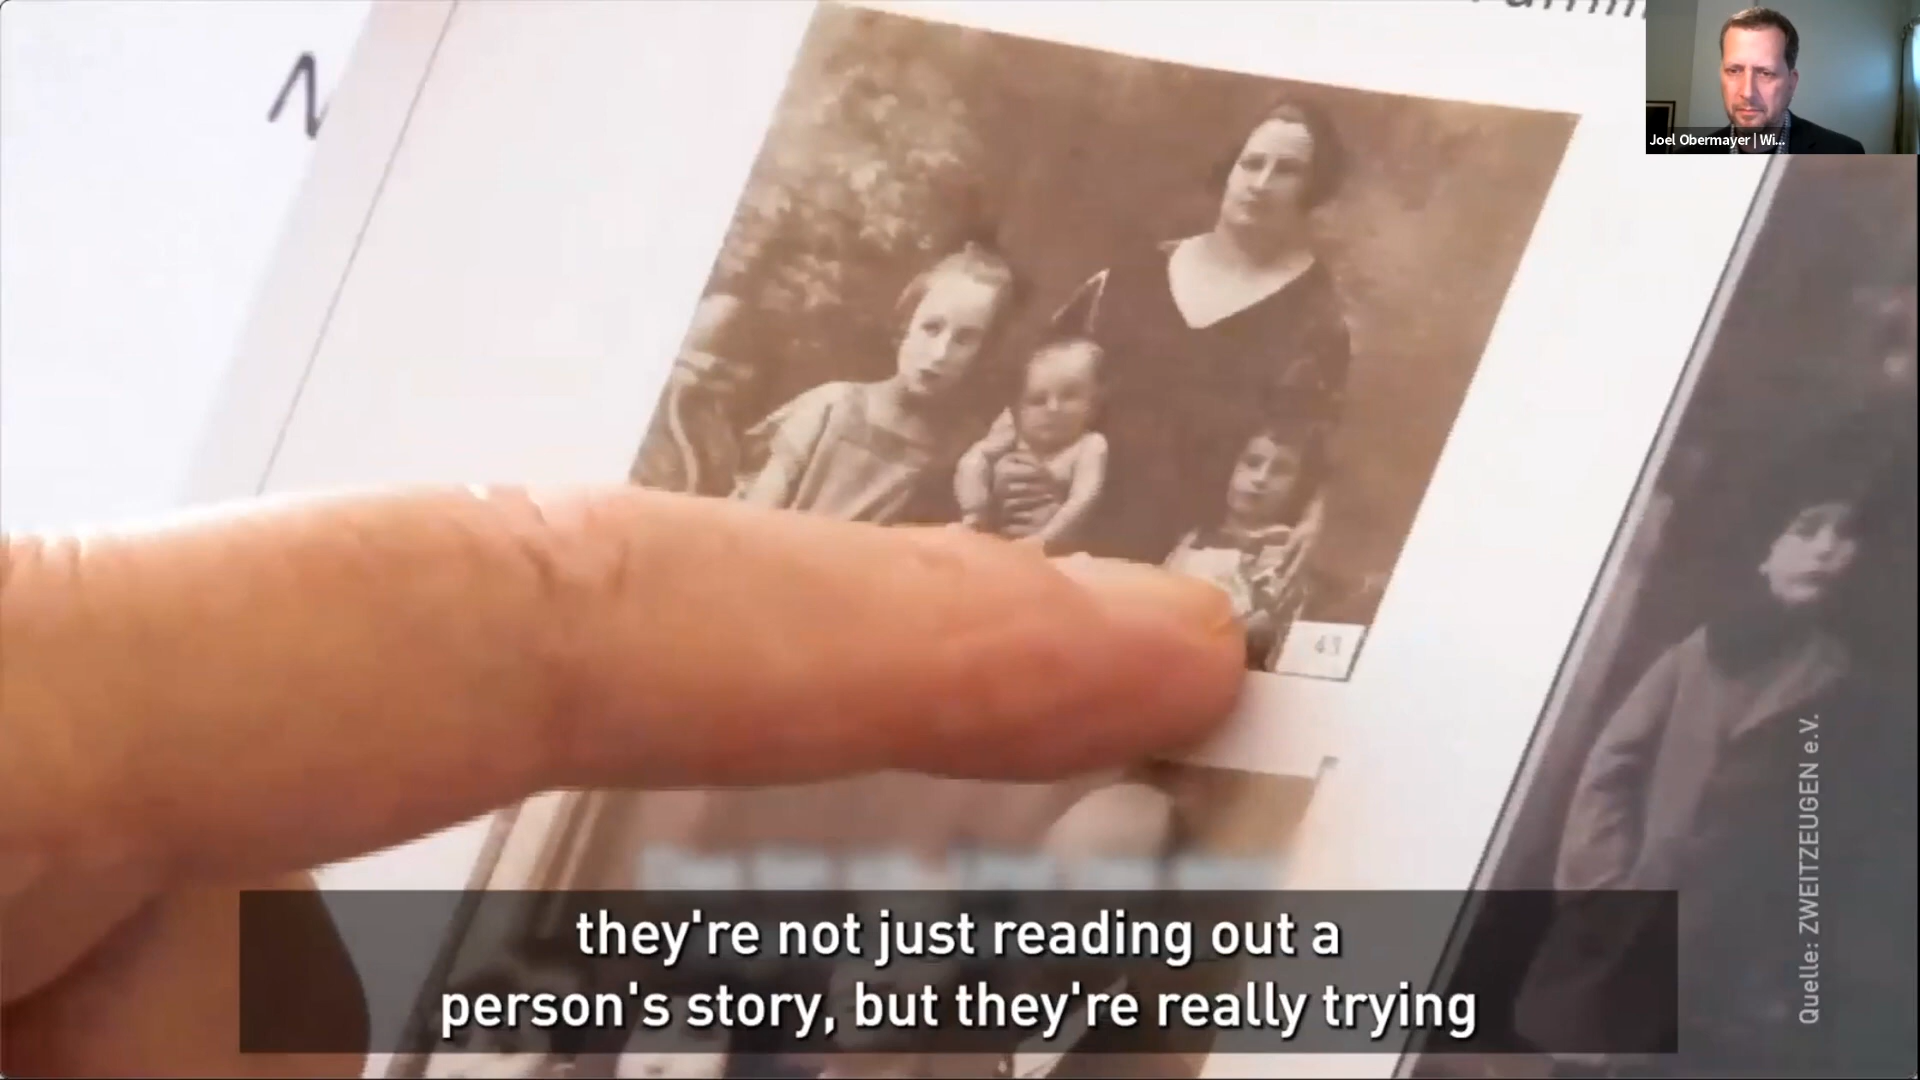 Joel Obermayer | Wi...
43
Quelle: ZWEITZEUGEN e.V.
they're not just reading out a
person's story, but they're really trying